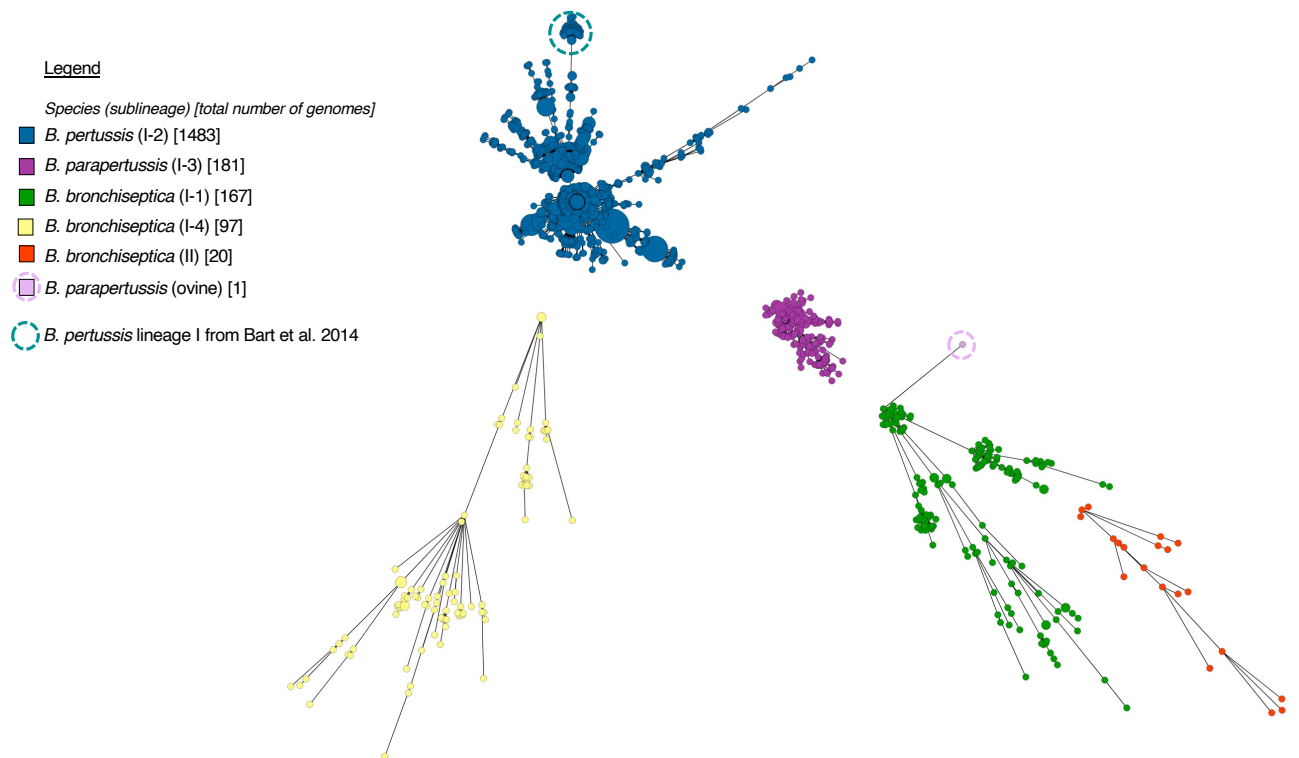 Legend
Species (sublineage) [total number of genomes]
B. pertussis (I-2) [1483]
B. parapertussis (I-3) [181]
B. bronchiseptica (I-1) [167]
B. bronchiseptica (I-4) [97]
B. bronchiseptica (II) [20]
B. parapertussis (ovine) [1]
B. pertussis lineage I from Bart et al. 2014